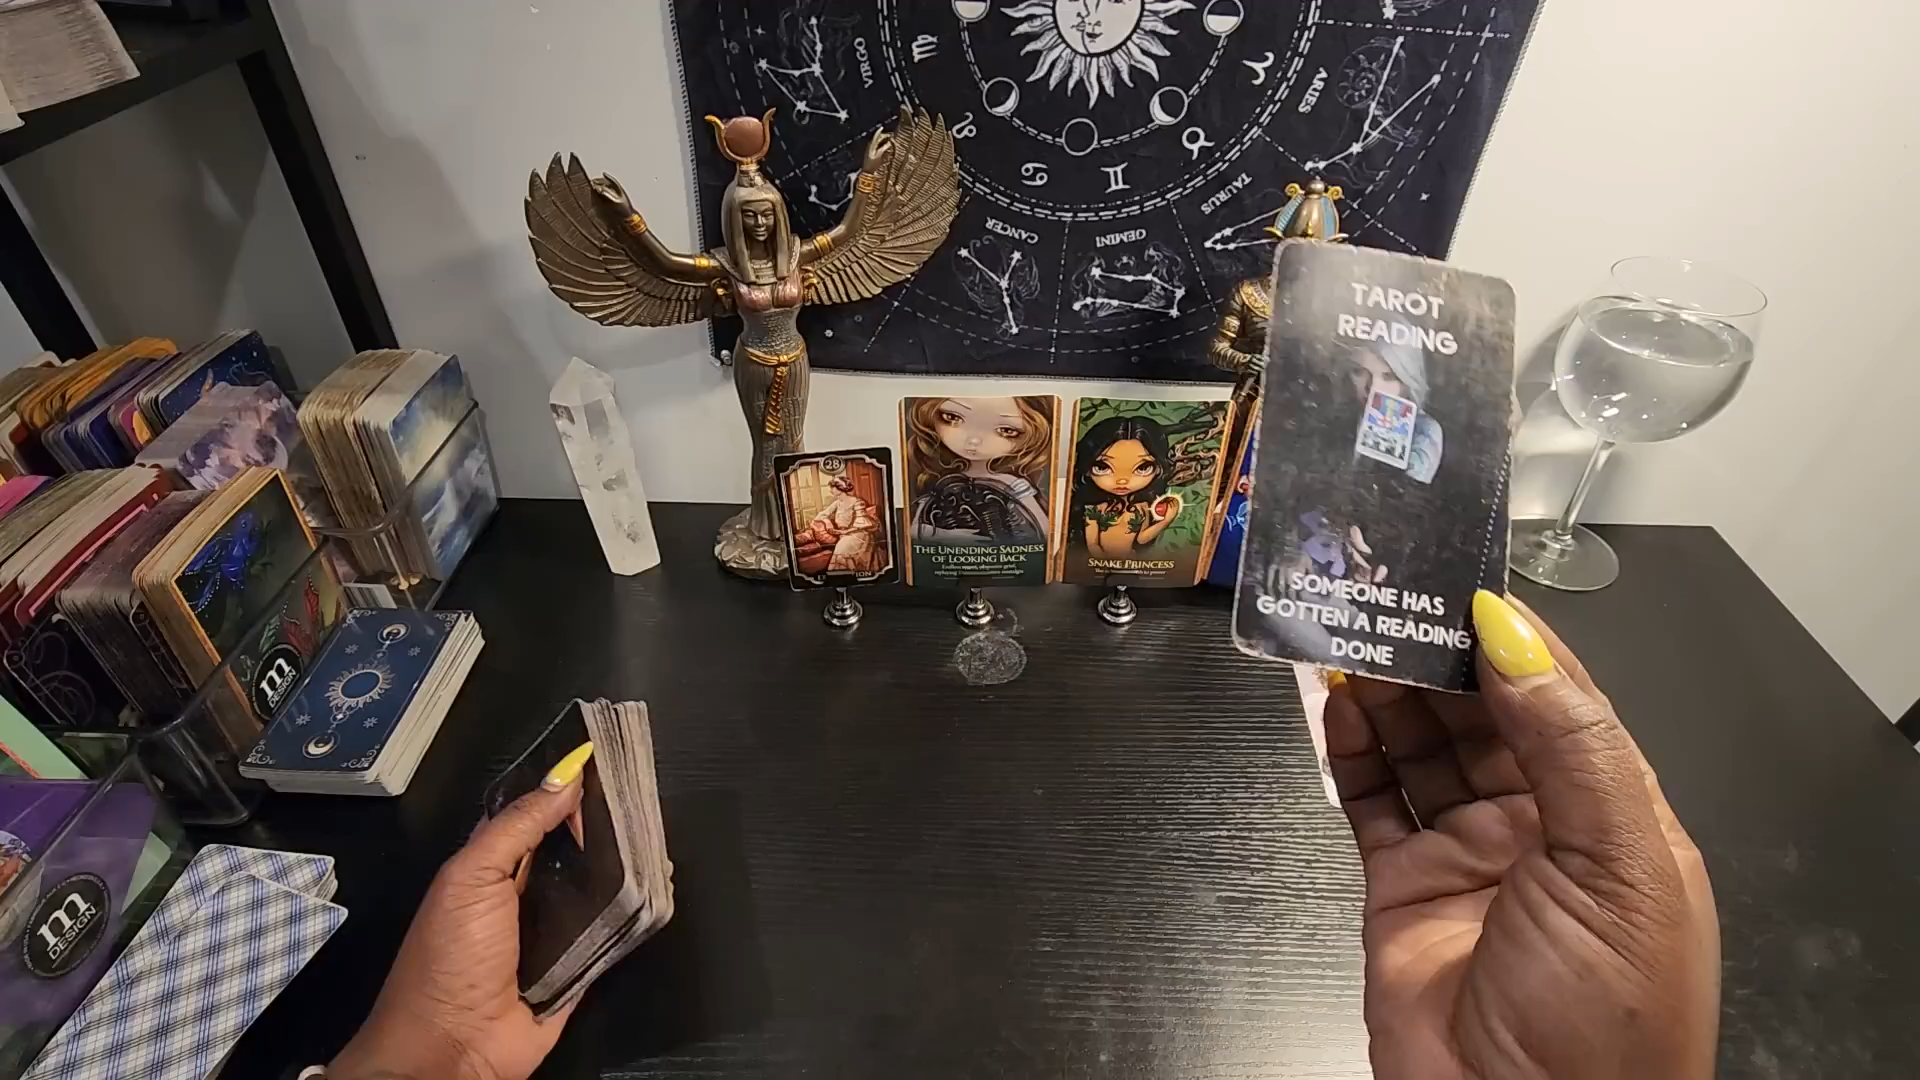 VIRGO
ARIES
TAURUS
CANCER
GEMINI
TAROT
READING
SOMEONE HAS
GOTTEN A READING
DONE
28
THE UNENDING SADNESS
OF LOOKING BACK
SNAKE PRINCESS
m
DESIGN
m
DESIGN